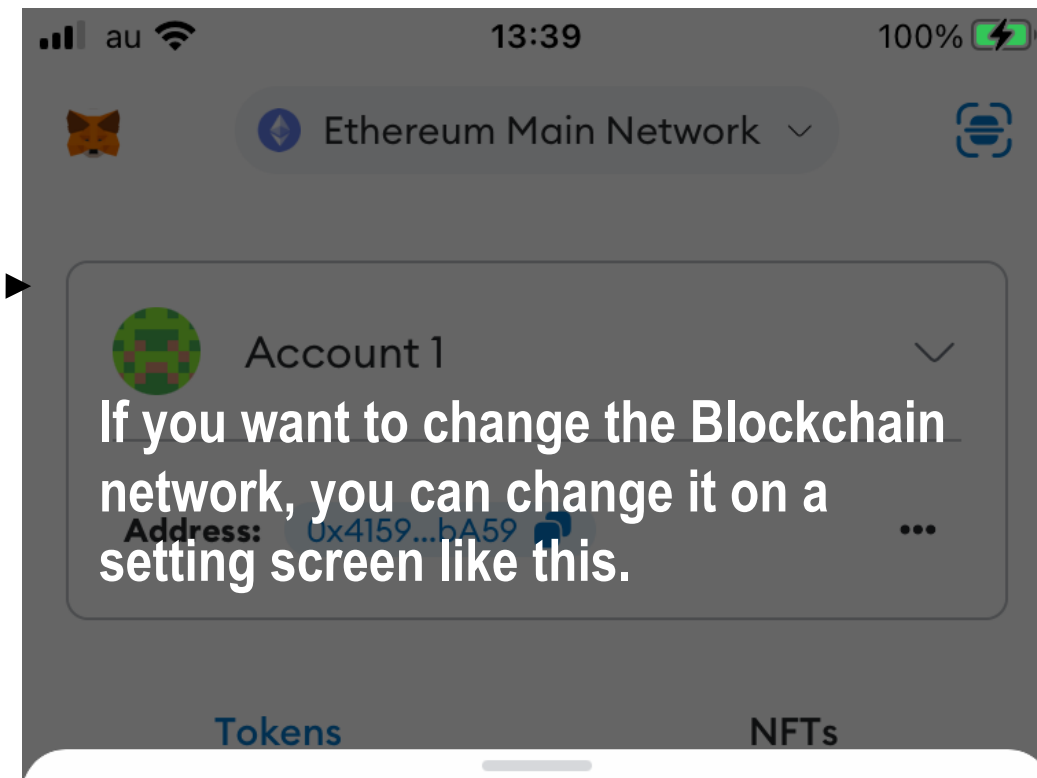 au
13:39
100%
Ethereum Main Network
Account 1
If you want to change the Blockchain
network, you can change it on a
Address: 0x4159...bA59
setting screen like this.
Tokens
NFTs